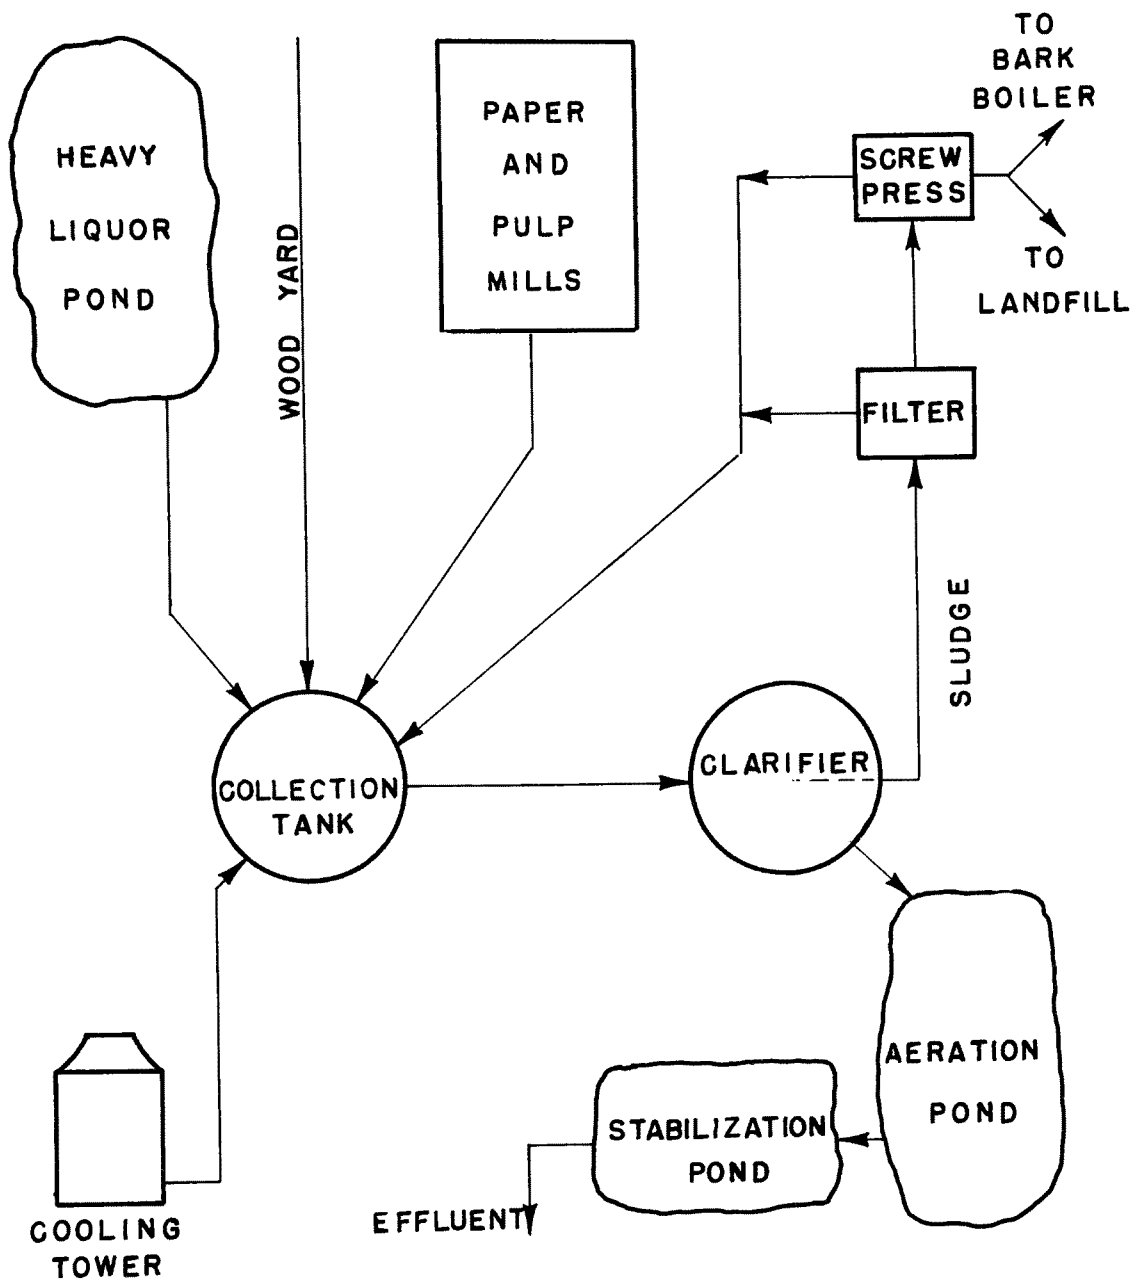 HEAVY
LIQUOR
POND
WOOD YARD
PAPER
AND
PULP
MILLS
TO
BARK
BOILER
SCREW
PRESS
TO
LANDFILL
FILTER
SLUDGE
COLLECTION
TANK
CLARIFIER
AERATION
POND
STABILIZATION
POND
EFFLUENT
COOLING
TOWER